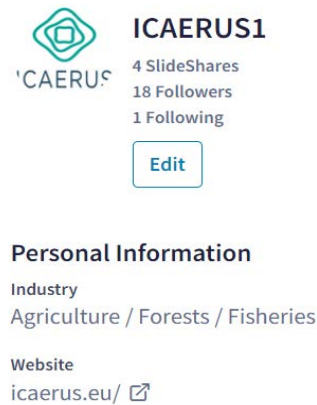 ICAERUS1
'CAERUS
4 SlideShares
18 Followers
1 Following
Edit
Personal Information
Industry
Agriculture / Forests / Fisheries
Website
icaerus.eu/